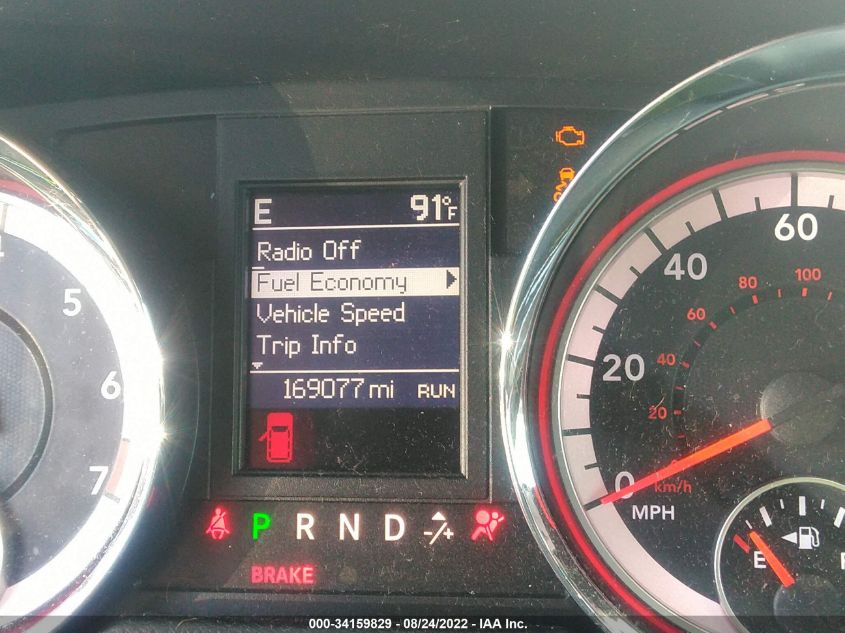 E 91°F
Radio Off
Fuel Economy
Vehicle Speed
Trip Info
169077 mi RUN
5
6
7
P R N D -/+
BRAKE
60
40
20
0
100
80
60
40
20
km/h
MPH
E
000-34159829 - 08/24/2022 - IAA Inc.